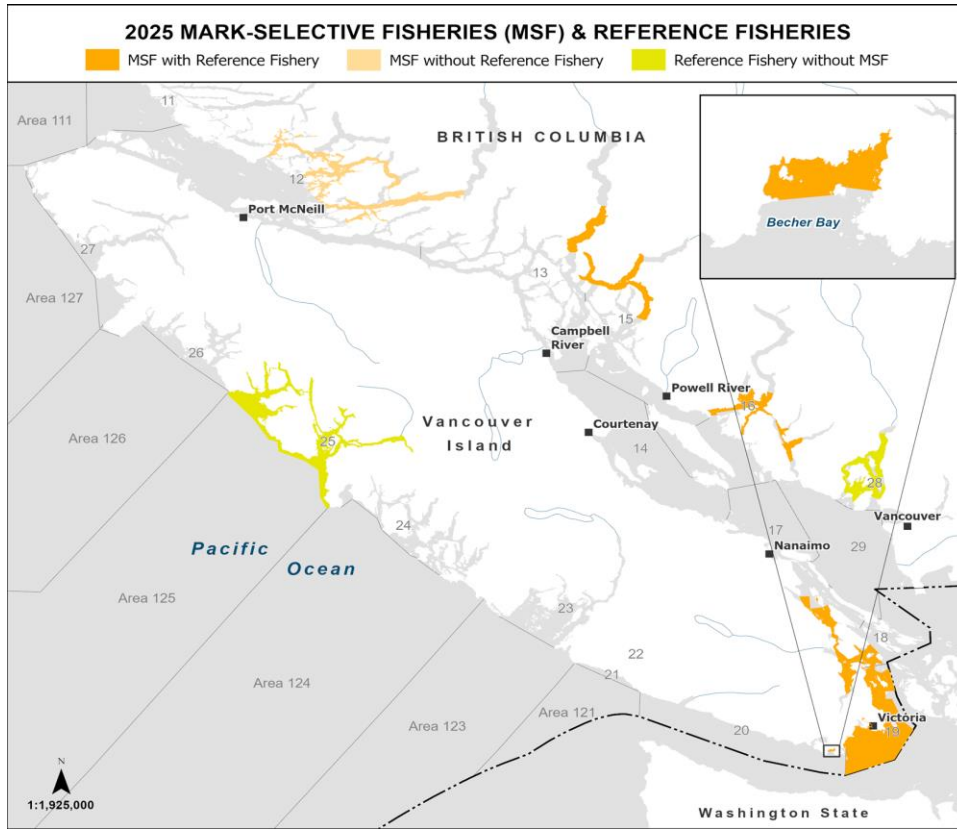 2025 MARK-SELECTIVE FISHERIES (MSF) & REFERENCE FISHERIES
MSF with Reference Fishery
MSF without Reference Fishery
Reference Fishery without MSF
Area 111
11
BRITISH COLUMBIA
12
Port McNeill
Becher Bay
27
13
Area 127
15
Campbell
River
26
Powell River
16
Vancouver
Island
Courtenay
Area 126
25
14
28
24
Vancouver
17
Pacific
Ocean
Nanaimo
29
Area 125
23
18
22
21
Area 124
Area 121
Area 123
20
Victoria
19
N
1:1,925,000
Washington State